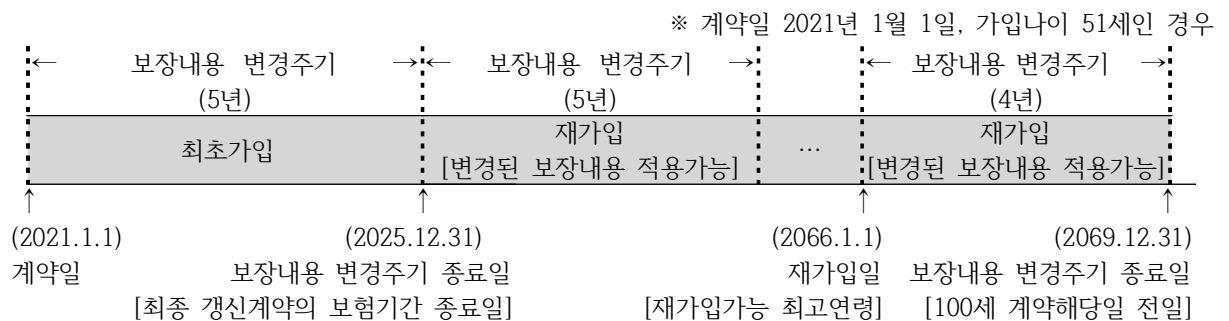 ※ 계약일 2021년 1월 1일, 가입나이 51세인 경우
← 보장내용 변경주기 → ← 보장내용 변경주기 → ← 보장내용 변경주기 →
(5년) (5년) (4년)
최초가입 재가입 … 재가입
[변경된 보장내용 적용가능] [변경된 보장내용 적용가능]
↑ ↑ ↑ ↑
(2021.1.1) (2025.12.31) (2066.1.1) (2069.12.31)
계약일 보장내용 변경주기 종료일 재가입일 보장내용 변경주기 종료일
[최종 갱신계약의 보험기간 종료일] [재가입가능 최고연령] [100세 계약해당일 전일]